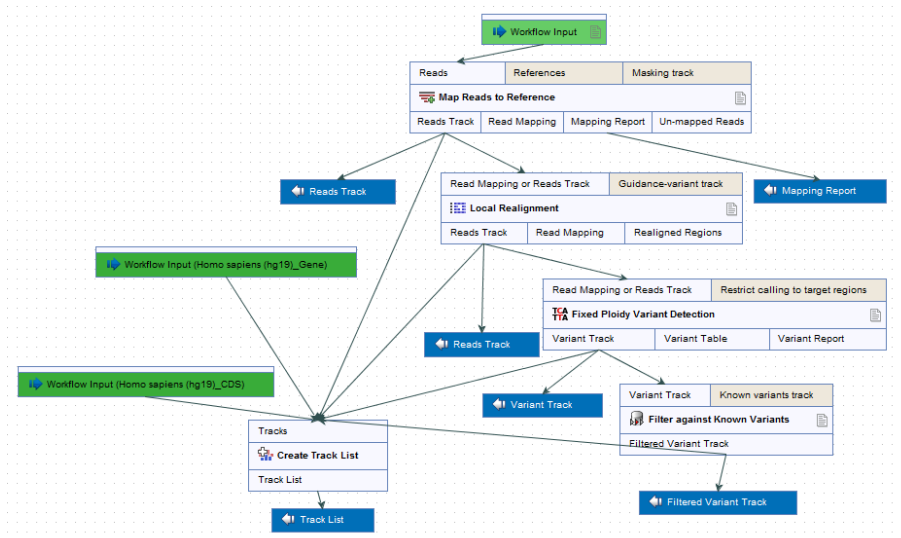 Workflow Input
Reads References Masking track
Map Reads to Reference
Reads Track Read Mapping Mapping Report Un-mapped Reads
Reads Track
Read Mapping or Reads Track Guidance-variant track
Mapping Report
Local Realignment
Reads Track Read Mapping Realigned Regions
Workflow Input (Homo sapiens (hg19)_Gene)
Read Mapping or Reads Track Restrict calling to target regions
Fixed Ploidy Variant Detection
Variant Track Variant Table Variant Report
Reads Track
Workflow Input (Homo sapiens (hg19)_CDS)
Variant Track Known variants track
Variant Track
Filter against Known Variants
Filtered Variant Track
Tracks
Create Track List
Track List
Filtered Variant Track
Track List